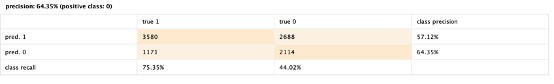 precision: 64.35% (positive class: 0)
true 1 true 0 class precision
pred. 1 3580 2688 57.12%
pred. 0 1171 2114 64.35%
class recall 75.35% 44.02%